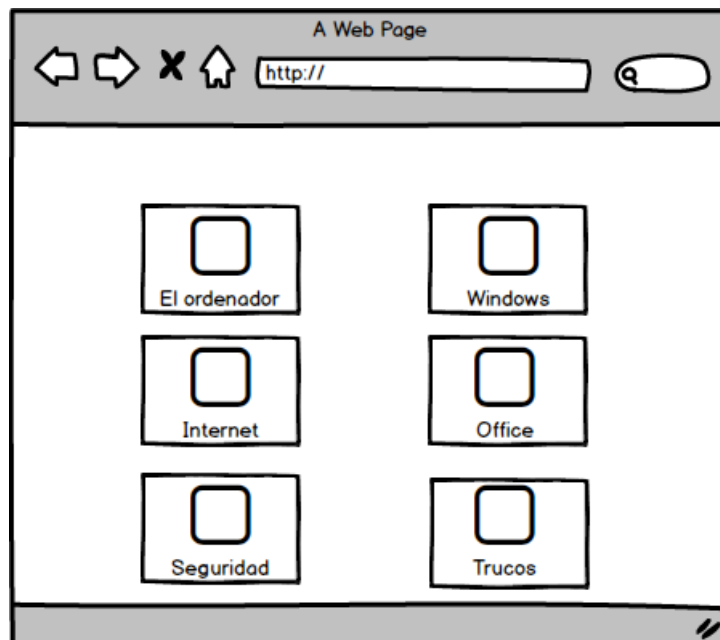 A Web Page
http://
El ordenador
Windows
Internet
Office
Seguridad
Trucos